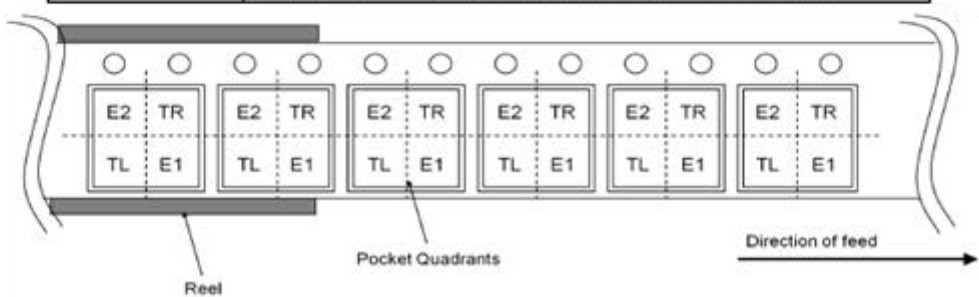 E2 TR E2 TR E2 TR E2 TR E2 TR E2 TR
TL E1 TL E1 TL E1 TL E1 TL E1 TL E1
Direction of feed
Pocket Quadrants
Reel